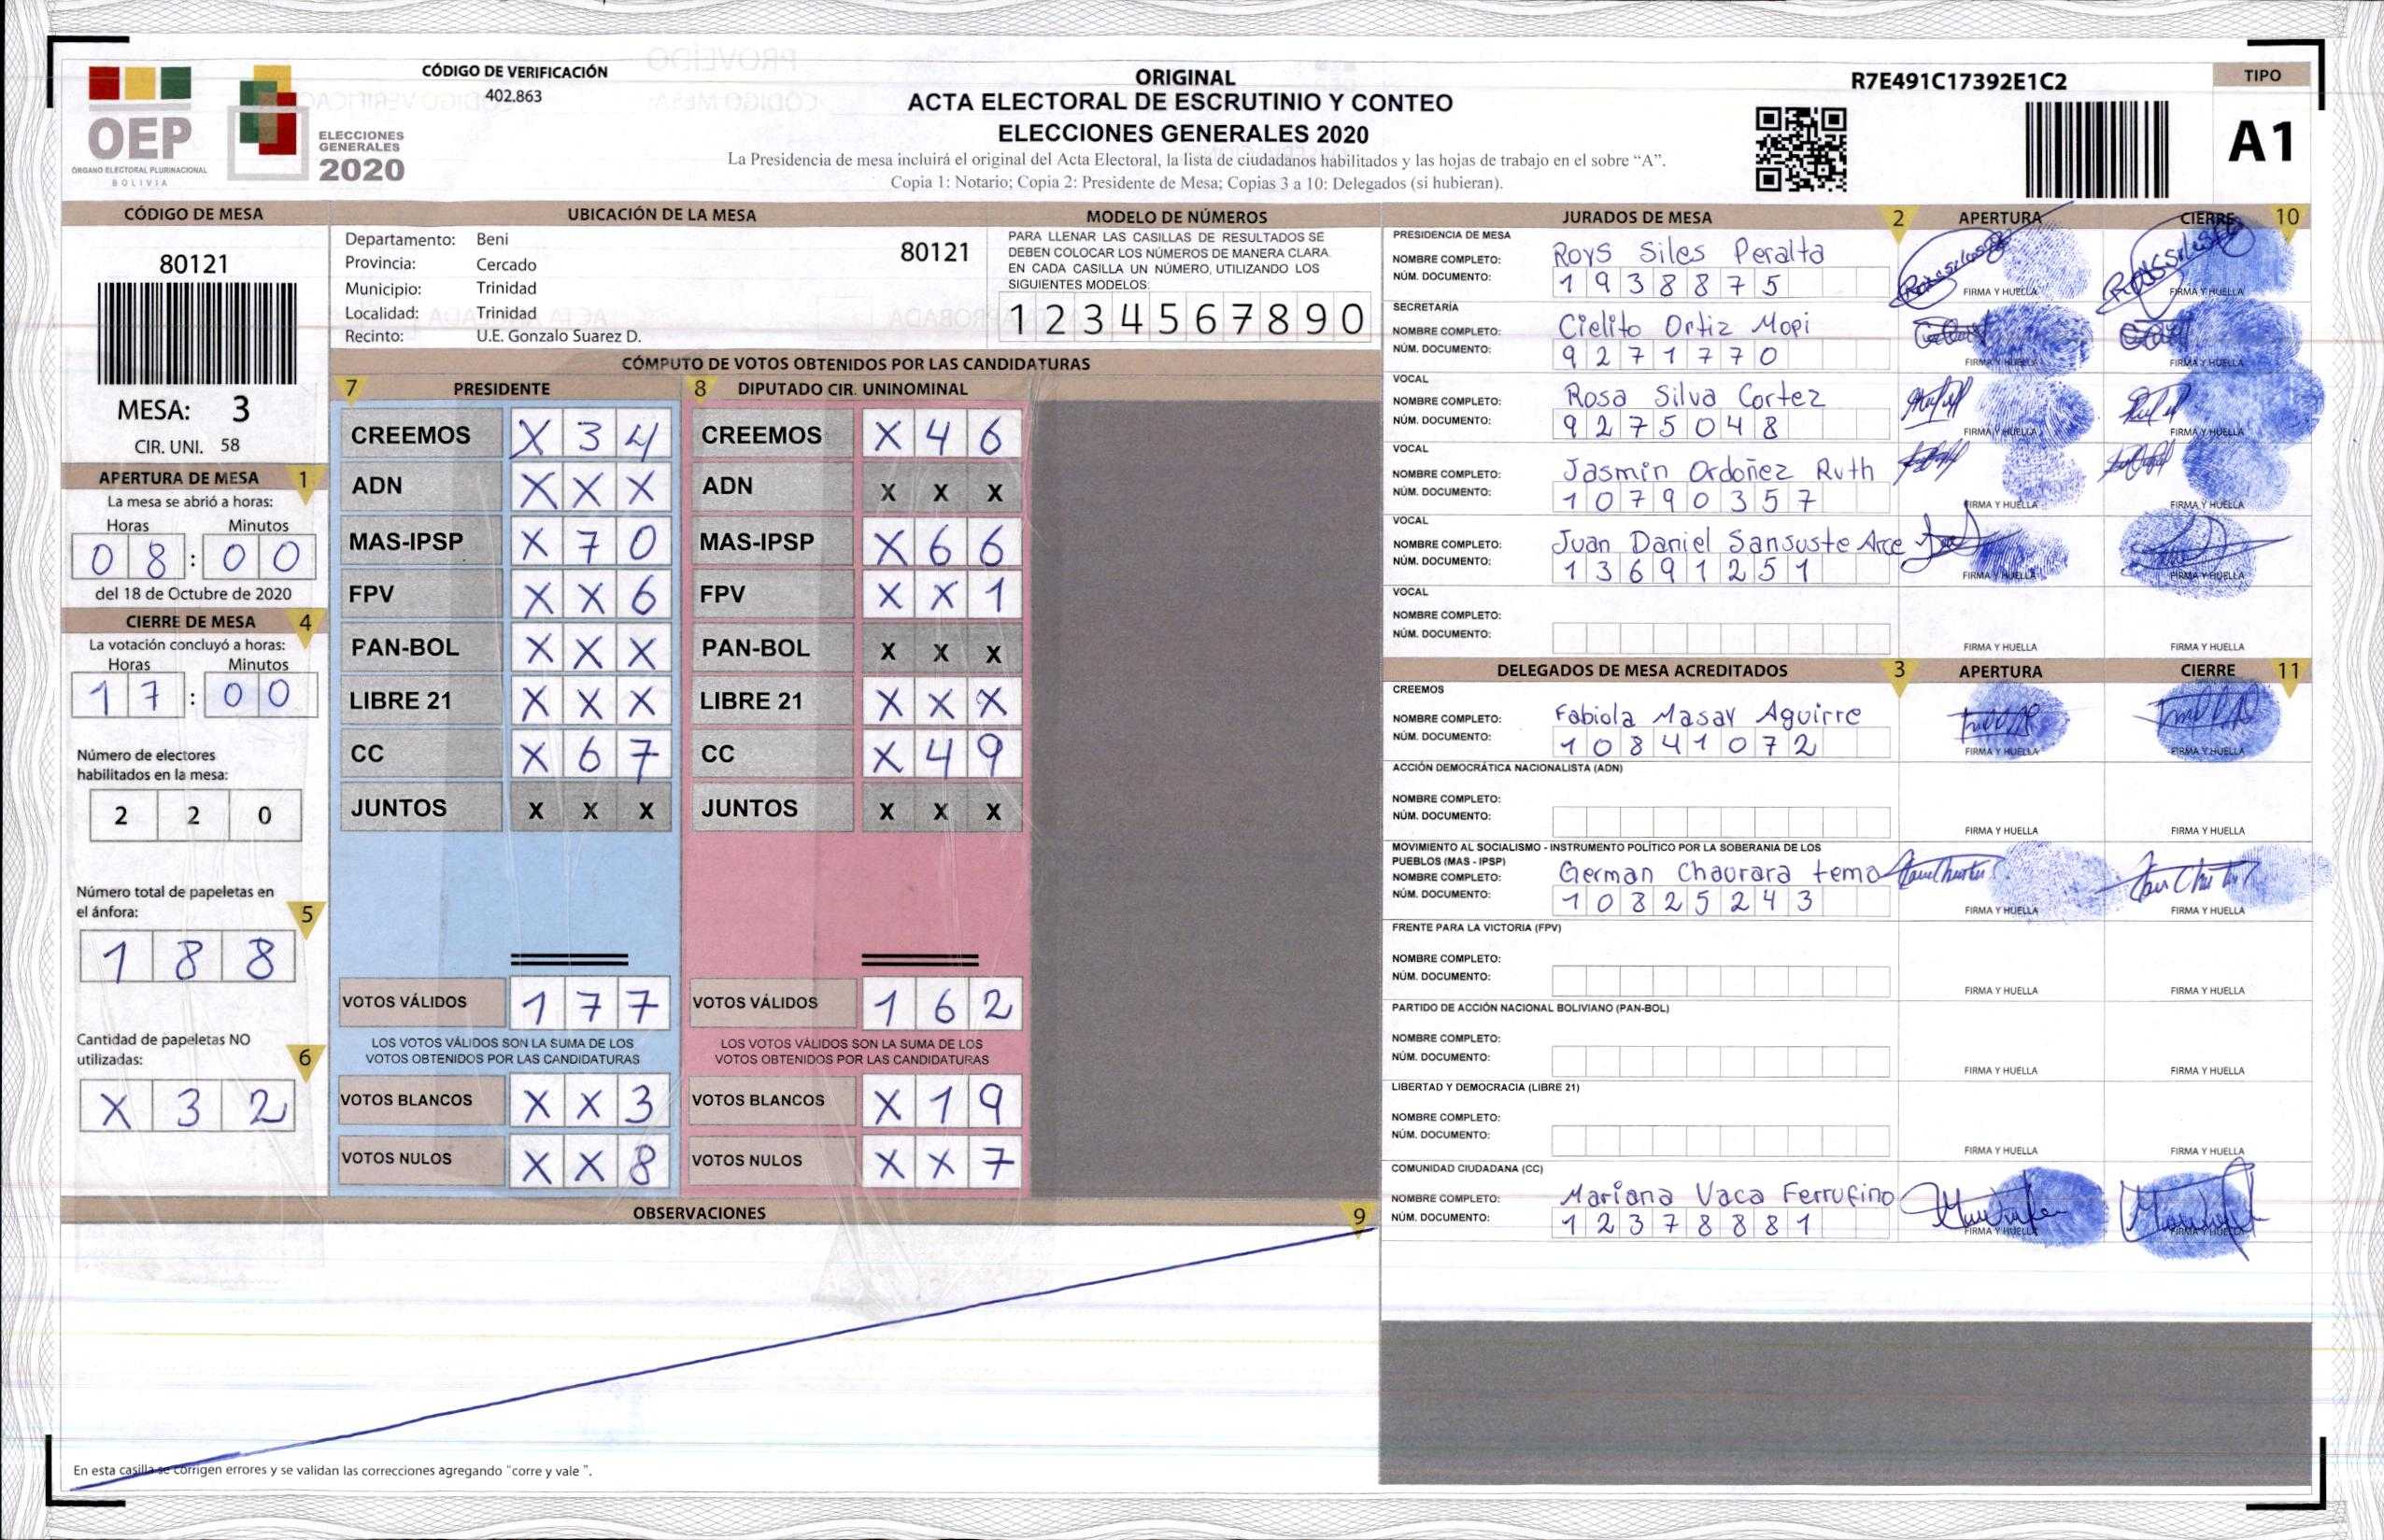 OEP
ÓRGANO ELECTORAL PLURINACIONAL
BOLIVIA
ELECCIONES
GENERALES
2020
CÓDIGO DE VERIFICACIÓN
402.863
ORIGINAL
ACTA ELECTORAL DE ESCRUTINIO Y CONTEO
ELECCIONES GENERALES 2020
La Presidencia de mesa incluirá el original del Acta Electoral, la lista de ciudadanos habilitados y las hojas de trabajo en el sobre “A”.
Copia 1: Notario; Copia 2: Presidente de Mesa; Copias 3 a 10: Delegados (si hubieran).
R7E491C17392E1C2
TIPO
A1
CÓDIGO DE MESA
80121
MESA: 3
CIR. UNI. 58
APERTURA DE MESA 1
La mesa se abrió a horas:
Horas Minutos
0 8 : 0 0
del 18 de Octubre de 2020
CIERRE DE MESA 4
La votación concluyó a horas:
Horas Minutos
1 7 : 0 0
Número de electores
habilitados en la mesa:
2 2 0
Número total de papeletas en
el ánfora: 5
1 8 8
Cantidad de papeletas NO
utilizadas: 6
X 3 2
UBICACIÓN DE LA MESA
Departamento: Beni
80121
Provincia: Cercado
Municipio: Trinidad
Localidad: Trinidad
Recinto: U.E. Gonzalo Suarez D.
MODELO DE NÚMEROS
PARA LLENAR LAS CASILLAS DE RESULTADOS SE
DEBEN COLOCAR LOS NÚMEROS DE MANERA CLARA.
EN CADA CASILLA UN NÚMERO, UTILIZANDO LOS
SIGUIENTES MODELOS:
1 2 3 4 5 6 7 8 9 0
CÓMPUTO DE VOTOS OBTENIDOS POR LAS CANDIDATURAS
7 PRESIDENTE 8 DIPUTADO CIR. UNINOMINAL
CREEMOS X 3 4 CREEMOS X 4 6
ADN X X X ADN X X X
MAS-IPSP X 7 0 MAS-IPSP X 6 6
FPV X X 6 FPV X X 1
PAN-BOL X X X PAN-BOL X X X
LIBRE 21 X X X LIBRE 21 X X X
CC X 6 7 CC X 4 9
JUNTOS X X X JUNTOS X X X
VOTOS VÁLIDOS 1 7 7 VOTOS VÁLIDOS 1 6 2
LOS VOTOS VÁLIDOS SON LA SUMA DE LOS LOS VOTOS VÁLIDOS SON LA SUMA DE LOS
VOTOS OBTENIDOS POR LAS CANDIDATURAS VOTOS OBTENIDOS POR LAS CANDIDATURAS
VOTOS BLANCOS X X 3 VOTOS BLANCOS X 1 9
VOTOS NULOS X X 8 VOTOS NULOS X X 7
OBSERVACIONES 9
En esta casilla se corrigen errores y se validan las correcciones agregando “corre y vale ”.
JURADOS DE MESA 2 APERTURA CIERRE 10
PRESIDENCIA DE MESA
NOMBRE COMPLETO: Roys Siles Peralta
NÚM. DOCUMENTO: 1 9 3 8 8 7 5
FIRMA Y HUELLA FIRMA Y HUELLA
SECRETARÍA
NOMBRE COMPLETO: Cielito Ortiz Mopi
NÚM. DOCUMENTO: 9 2 7 1 7 7 0
FIRMA Y HUELLA FIRMA Y HUELLA
VOCAL
NOMBRE COMPLETO: Rosa Silva Cortez
NÚM. DOCUMENTO: 9 2 7 5 0 4 8
FIRMA Y HUELLA FIRMA Y HUELLA
VOCAL
NOMBRE COMPLETO: Jasmin Ordoñez Ruth
NÚM. DOCUMENTO: 1 0 7 9 0 3 5 7
FIRMA Y HUELLA FIRMA Y HUELLA
VOCAL
NOMBRE COMPLETO: Juan Daniel Sansuste Arce
NÚM. DOCUMENTO: 1 3 6 9 1 2 5 1
FIRMA Y HUELLA FIRMA Y HUELLA
VOCAL
NOMBRE COMPLETO:
NÚM. DOCUMENTO:
FIRMA Y HUELLA FIRMA Y HUELLA
DELEGADOS DE MESA ACREDITADOS 3 APERTURA CIERRE 11
CREEMOS
NOMBRE COMPLETO: Fabiola Masay Aguirre
NÚM. DOCUMENTO: 1 0 8 4 1 0 7 2
FIRMA Y HUELLA FIRMA Y HUELLA
ACCIÓN DEMOCRÁTICA NACIONALISTA (ADN)
NOMBRE COMPLETO:
NÚM. DOCUMENTO:
FIRMA Y HUELLA FIRMA Y HUELLA
MOVIMIENTO AL SOCIALISMO - INSTRUMENTO POLÍTICO POR LA SOBERANIA DE LOS
PUEBLOS (MAS - IPSP)
NOMBRE COMPLETO: German Chaurara temo
NÚM. DOCUMENTO: 1 0 8 2 5 2 4 3
FIRMA Y HUELLA FIRMA Y HUELLA
FRENTE PARA LA VICTORIA (FPV)
NOMBRE COMPLETO:
NÚM. DOCUMENTO:
FIRMA Y HUELLA FIRMA Y HUELLA
PARTIDO DE ACCIÓN NACIONAL BOLIVIANO (PAN-BOL)
NOMBRE COMPLETO:
NÚM. DOCUMENTO:
FIRMA Y HUELLA FIRMA Y HUELLA
LIBERTAD Y DEMOCRACIA (LIBRE 21)
NOMBRE COMPLETO:
NÚM. DOCUMENTO:
FIRMA Y HUELLA FIRMA Y HUELLA
COMUNIDAD CIUDADANA (CC)
NOMBRE COMPLETO: Mariana Vaca Ferrufino
NÚM. DOCUMENTO: 1 2 3 7 8 8 8 1
FIRMA Y HUELLA FIRMA Y HUELLA